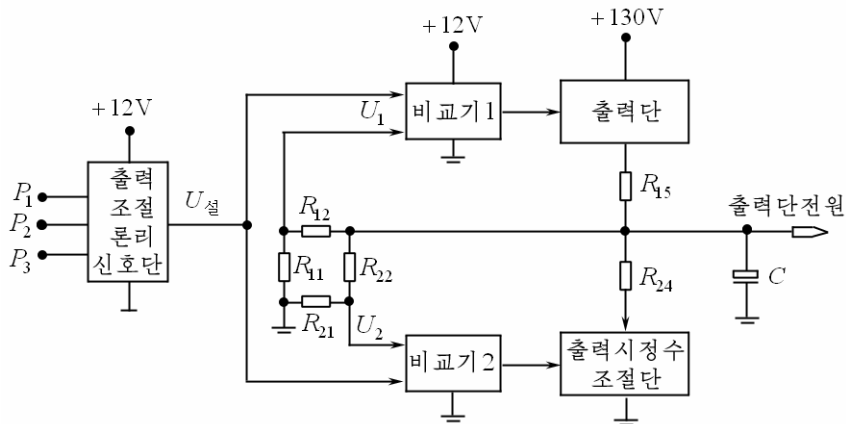 +12V
+130V
+12V
비교기1
출력단
U₁
출력
조절
론리
신호단
P₁
P₂
P₃
U설
R₁₅
R₁₂
출력단전원
R₁₁
R₂₂
R₂₄
C
R₂₁
U₂
비교기2
출력시정수
조절단